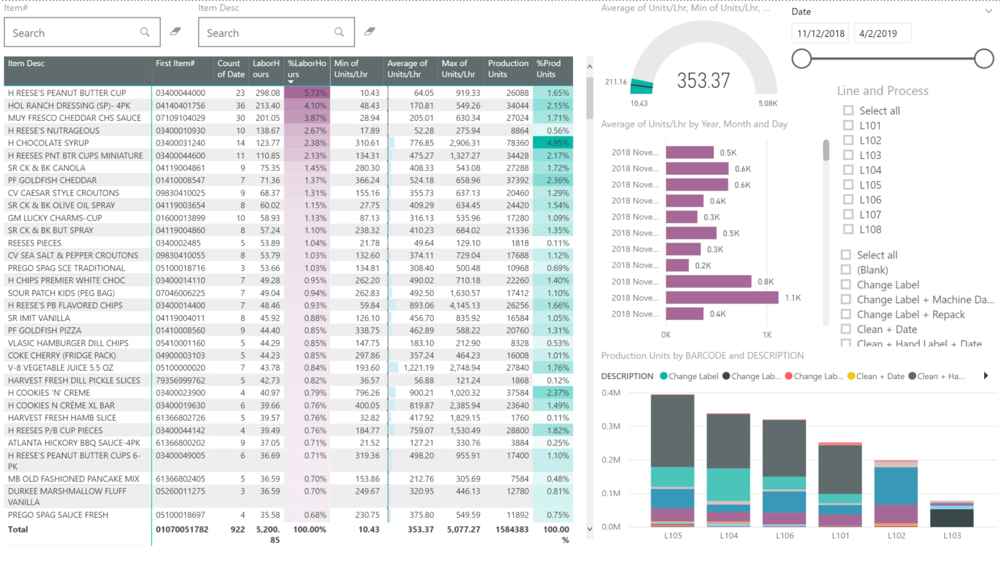 Item#
Search
Item Desc
Search
Item Desc First Item# Count of Date LaborHours %LaborHours Min of Units/Lhr Average of Units/Lhr Max of Units/Lhr Production Units %Prod Units
H REESE'S PEANUT BUTTER CUP 03400044000 23 298.08 5.73% 10.43 64.05 919.33 26088 1.65%
HOL RANCH DRESSING (SP)- 4PK 04140401756 36 213.40 4.10% 48.43 170.81 549.26 34044 2.15%
MUY FRESCO CHEDDAR CHS SAUCE 07109104029 30 201.05 3.87% 28.94 205.01 630.34 27024 1.71%
H REESE'S NUTRAGEOUS 03400010930 10 138.67 2.67% 17.89 52.28 275.94 8864 0.56%
H CHOCOLATE SYRUP 03400031240 14 123.77 2.38% 310.61 776.85 2,906.31 78360 4.95%
H REESES PNT BTR CUPS MINIATURE 03400044600 11 110.85 2.13% 134.31 475.27 1,327.27 34428 2.17%
SR CK & BK CANOLA 04119004861 9 75.35 1.45% 280.30 408.33 543.08 27288 1.72%
PF GOLDFISH CHEDDAR 01410008547 7 71.36 1.37% 366.24 524.18 658.96 37392 2.36%
CV CAESAR STYLE CROUTONS 09830410025 9 68.37 1.31% 155.16 355.73 637.13 20460 1.29%
SR CK & BK OLIVE OIL SPRAY 04119003654 8 60.02 1.15% 27.75 409.29 634.45 24420 1.54%
GM LUCKY CHARMS-CUP 01600013899 10 58.93 1.13% 87.13 316.13 535.96 17280 1.09%
SR CK & BK BUT SPRAY 04119004860 8 57.24 1.10% 238.32 410.23 684.02 21336 1.35%
REESES PIECES 0340002485 5 53.89 1.04% 21.78 49.64 129.10 1818 0.11%
CV SEA SALT & PEPPER CROUTONS 09830410055 8 53.79 1.03% 132.60 374.11 729.04 17688 1.12%
PREGO SPAG SCE TRADITIONAL 05100018716 3 53.66 1.03% 134.81 308.40 500.48 10968 0.69%
H CHIPS PREMIER WHITE CHOC 03400014110 7 49.28 0.95% 262.20 490.02 710.18 22260 1.40%
SOUR PATCH KIDS (PEG BAG) 07046006225 7 49.04 0.94% 262.83 492.50 1,630.57 17412 1.10%
H REESE'S PB FLAVORED CHIPS 03400014400 7 48.46 0.93% 59.84 893.06 4,145.13 26256 1.66%
SR IMIT VANILLA 04119004011 8 45.92 0.88% 126.10 456.70 835.92 16584 1.05%
PF GOLDFISH PIZZA 01410008560 9 44.40 0.85% 338.75 462.89 588.22 20760 1.31%
VLASIC HAMBURGER DILL CHIPS 05410001160 5 44.29 0.85% 147.75 183.10 212.90 8328 0.53%
COKE CHERRY (FRIDGE PACK) 04900003103 5 44.23 0.85% 297.86 357.24 464.23 16008 1.01%
V-8 VEGETABLE JUICE 5.5 OZ 05100000020 7 43.78 0.84% 193.60 1,221.19 2,748.94 27840 1.76%
HARVEST FRESH DILL PICKLE SLICES 79356999762 5 42.73 0.82% 36.57 56.88 121.24 1868 0.12%
H COOKIES 'N' CREME 03400023900 4 40.97 0.79% 796.26 900.21 1,020.32 37584 2.37%
H COOKIES N CRÈME XL BAR 03400019630 6 39.66 0.76% 400.05 819.87 2,385.94 23640 1.49%
HARVEST FRESH HAMB SLICE 61366802726 5 39.57 0.76% 32.82 417.92 1,829.15 1760 0.11%
H REESES P/B CUP PIECES 03400044142 4 39.49 0.76% 184.77 759.07 1,530.49 28800 1.82%
ATLANTA HICKORY BBQ SAUCE-4PK 61366800202 9 37.05 0.71% 21.52 127.21 330.76 3884 0.25%
H REESE'S PEANUT BUTTER CUPS 6- 03400049005 6 36.69 0.71% 319.36 498.20 955.91 17400 1.10%
PK
MB OLD FASHIONED PANCAKE MIX 61366802405 5 36.59 0.70% 153.86 212.76 305.69 7584 0.48%
DURKEE MARSHMALLOW FLUFF 05260011275 3 36.59 0.70% 249.67 320.95 446.13 12780 0.81%
VANILLA
PREGO SPAG SAUCE FRESH 05100018697 4 35.58 0.68% 230.75 375.80 549.59 11892 0.75%
Total 01070051782 922 5,200. 100.00% 10.43 353.37 5,077.27 1584383 100.00
85 %
Average of Units/Lhr, Min of Units/Lhr, ...
353.37
211.16
10.43 5.08K
Date
11/12/2018 4/2/2019
Average of Units/Lhr by Year, Month and Day
2018 Nove... 0.5K
2018 Nove... 0.6K
2018 Nove... 0.6K
2018 Nove... 0.4K
2018 Nove... 0.3K
2018 Nove... 0.5K
2018 Nove... 0.3K
2018 Nove... 0.2K
2018 Nove... 0.8K
2018 Nove... 1.1K
2018 Nove... 0.4K
0K 1K
Line and Process
Select all
L101
L102
L103
L104
L105
L106
L107
L108
Select all
(Blank)
Change Label
Change Label + Machine Da...
Change Label + Repack
Clean + Date
Clean + Hand Label + Date
Production Units by BARCODE and DESCRIPTION
DESCRIPTION Change Label Change Lab... Change Lab... Clean + Date Clean + Ha...
0.4M
0.3M
0.2M
0.1M
0.0M
L105 L104 L106 L101 L102 L103